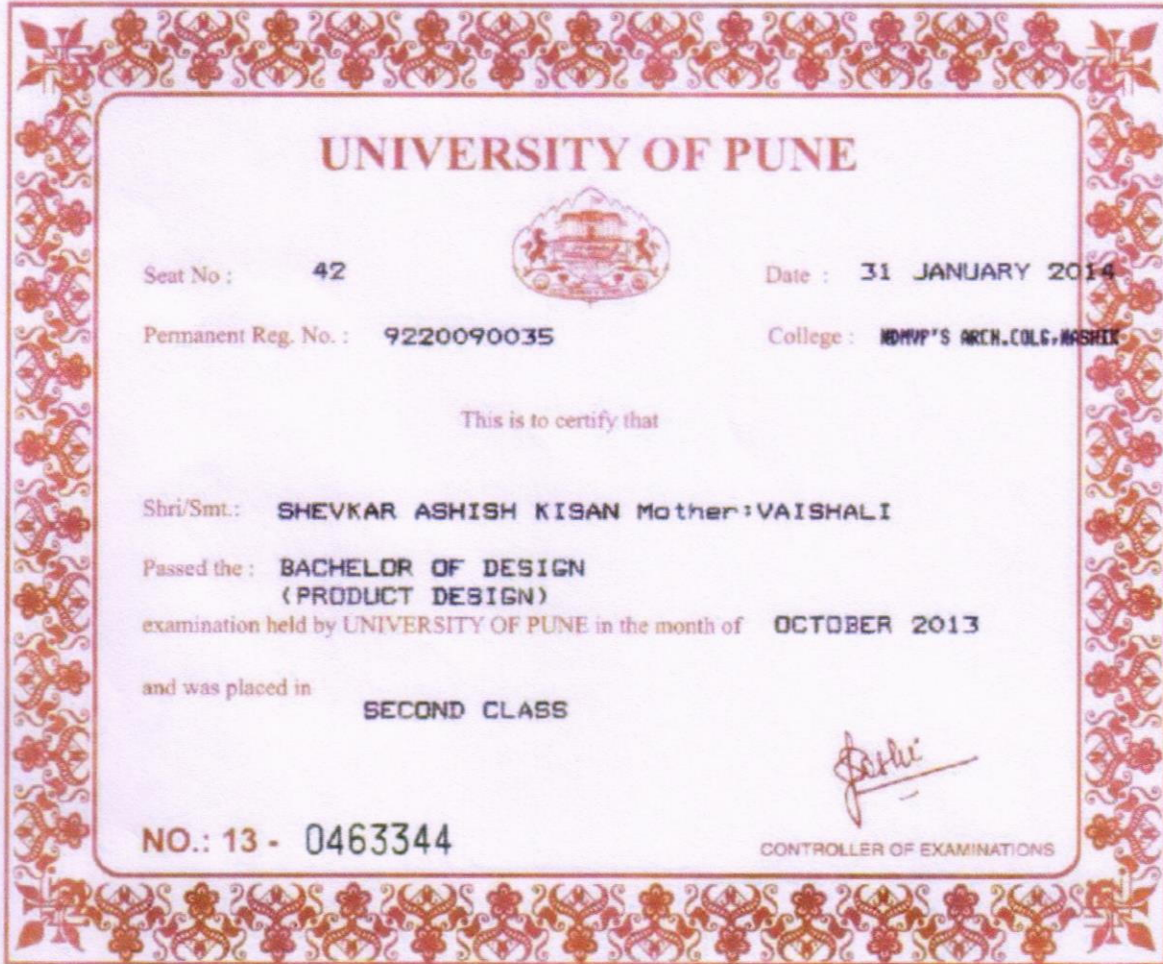 UNIVERSITY OF PUNE
Seat No : 42 Date : 31 JANUARY 2014
Permanent Reg. No. : 9220090035 College : NDMVP'S ARCH.COLG,NASHIK
This is to certify that
Shri/Smt.: SHEVKAR ASHISH KISAN Mother:VAISHALI
Passed the : BACHELOR OF DESIGN
(PRODUCT DESIGN)
examination held by UNIVERSITY OF PUNE in the month of OCTOBER 2013
and was placed in
SECOND CLASS
NO.: 13 - 0463344
CONTROLLER OF EXAMINATIONS